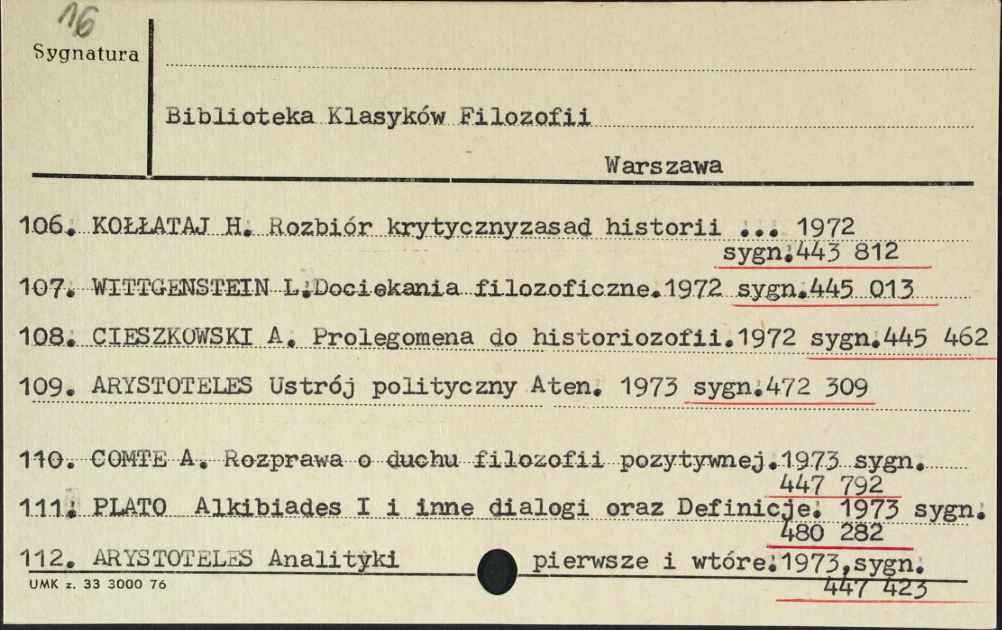 16
Sygnatura
Biblioteka Klasyków Filozofii
Warszawa
106. KOŁŁATAJ H. Rozbiór krytycznyzasad historii ... 1972
sygn.443 812
107. WITTGENSTEIN L.Dociekania filozoficzne.1972 sygn.445 013
108. CIESZKOWSKI A. Prolegomena do historiozofii.1972 sygn.445 462
109. ARYSTOTELES Ustrój polityczny Aten. 1973 sygn.472 309
110. COMTE A. Rozprawa o duchu filozofii pozytywnej.1973 sygn.
447 792
111. PLATO Alkibiades I i inne dialogi oraz Definicje. 1973 sygn.
480 282
112. ARYSTOTELES Analityki pierwsze i wtóre.1973,sygn.
447 423
UMK z. 33 3000 76